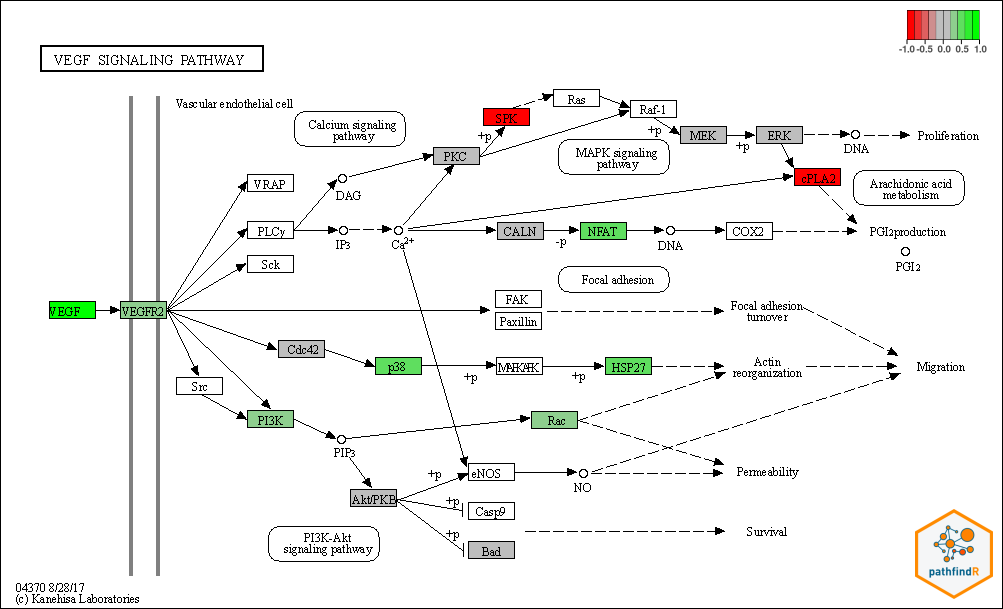 -1.0 -0.5 0.0 0.5 1.0
VEGF SIGNALING PATHWAY
Vascular endothelial cell
Calcium signaling
pathway
SPK
Ras
Raf-1
+p
+p
MEK
+p
ERK
DNA
Proliferation
PKC
MAPK signaling
pathway
cPLA2
Arachidonic acid
metabolism
VRAP
DAG
PLCγ
IP3
Ca2+
CALN
-p
NFAT
DNA
COX2
PGI2production
PGI2
Sck
Focal adhesion
VEGF
VEGFR2
FAK
Paxillin
Focal adhesion
turnover
Cdc42
p38
+p
MAPKAPK
+p
HSP27
Actin
reorganization
Migration
Src
PI3K
Rac
PIP3
eNOS
NO
Permeability
+p
Akt/PKB
+p
Casp9
+p
Bad
Survival
PI3K-Akt
signaling pathway
04370 8/28/17
(c) Kanehisa Laboratories
pathfindR